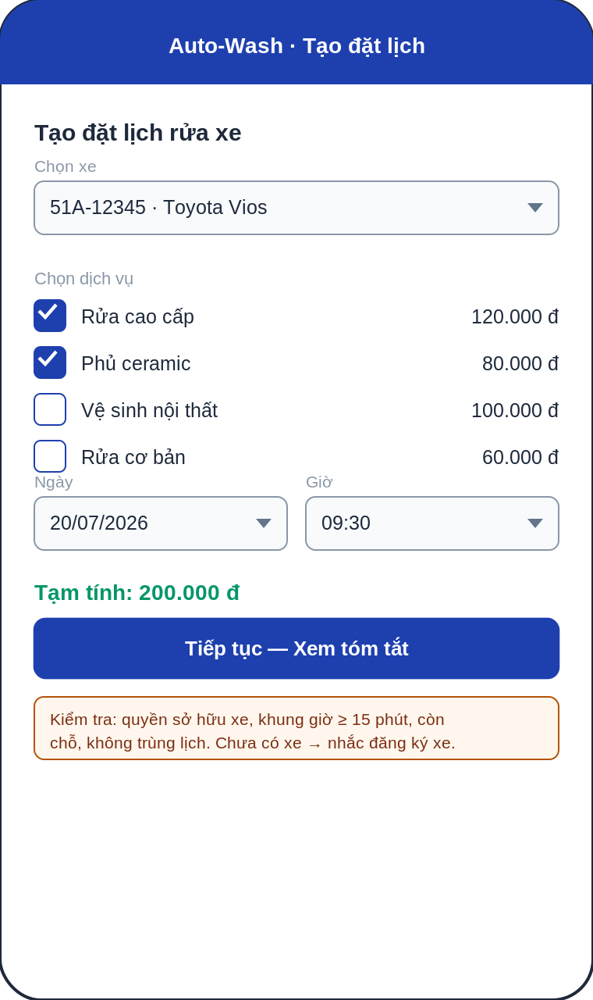 Auto-Wash · Tạo đặt lịch
Tạo đặt lịch rửa xe
Chọn xe
51A-12345 · Toyota Vios
Chọn dịch vụ
Rửa cao cấp 120.000 đ
Phủ ceramic 80.000 đ
Vệ sinh nội thất 100.000 đ
Rửa cơ bản 60.000 đ
Ngày Giờ
20/07/2026 09:30
Tạm tính: 200.000 đ
Tiếp tục — Xem tóm tắt
Kiểm tra: quyền sở hữu xe, khung giờ ≥ 15 phút, còn
chỗ, không trùng lịch. Chưa có xe → nhắc đăng ký xe.